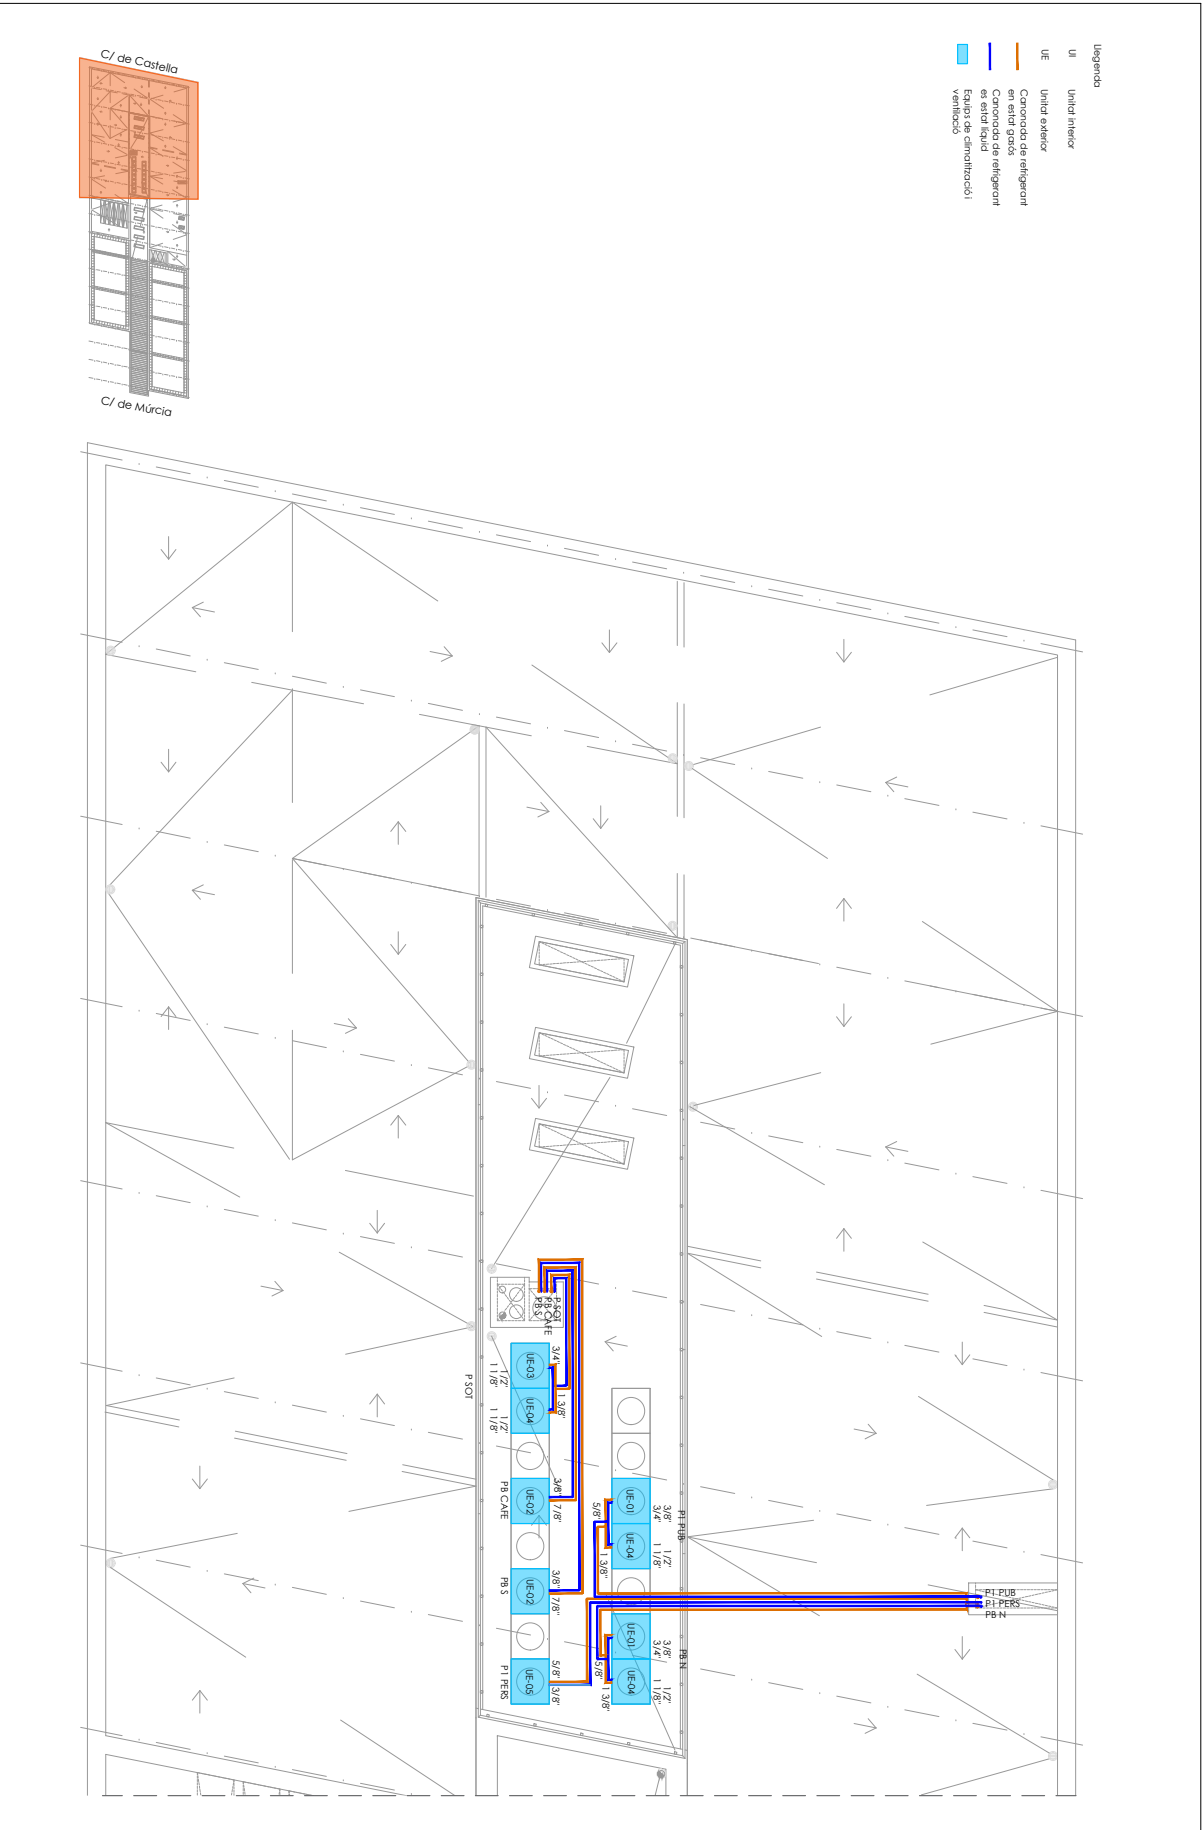 Llegenda
UI Unitat interior
UE Unitat exterior
Canonada de refrigerant
en estat gasós
Canonada de refrigerant
es estat líquid
Equips de climatització i
ventilació
C/ de Castella
C/ de Múrcia
P SOT
PB CAFE
PB S
UE-03
UE-04
3/4"
1 3/8"
1/2"
1 1/8"
1/2"
1 1/8"
P SOT
UE-02
3/8"
7/8"
PB CAFE
UE-02
3/8"
7/8"
PB S
UE-05
5/8"
3/8"
P1 PERS
UE-01
UE-04
P1 PUB
3/8"
3/4"
1/2"
1 1/8"
5/8"
1 3/8"
UE-01
UE-04
PB N
3/8"
3/4"
1/2"
1 1/8"
5/8"
1 3/8"
P1 PUB
P1 PERS
PB N